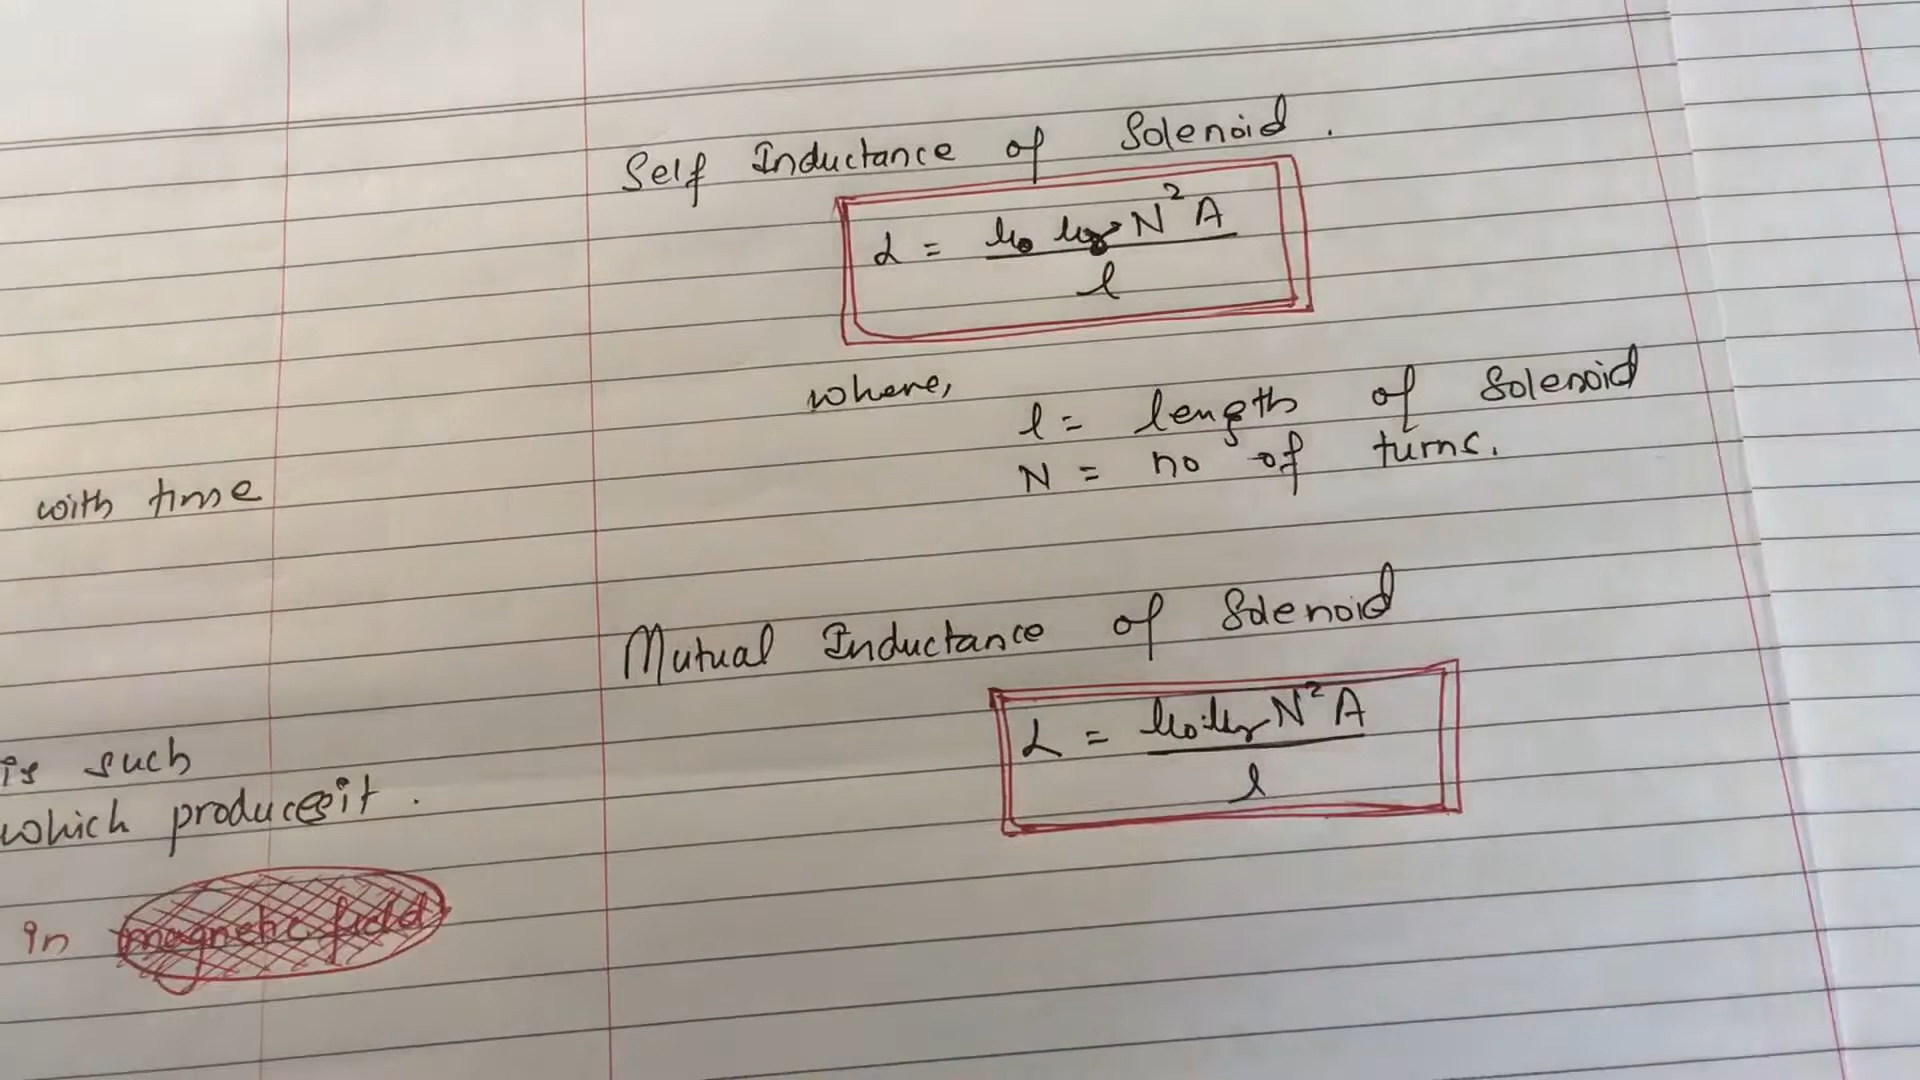 Self Inductance of Solenoid.
L = μ₀ μᵣ N² A
l
where,
l = length of Solenoid
N = no of turns.
Mutual Inductance of Solenoid
L = μ₀ μᵣ N² A
l
with time
is such
which produces it.
in magnetic field